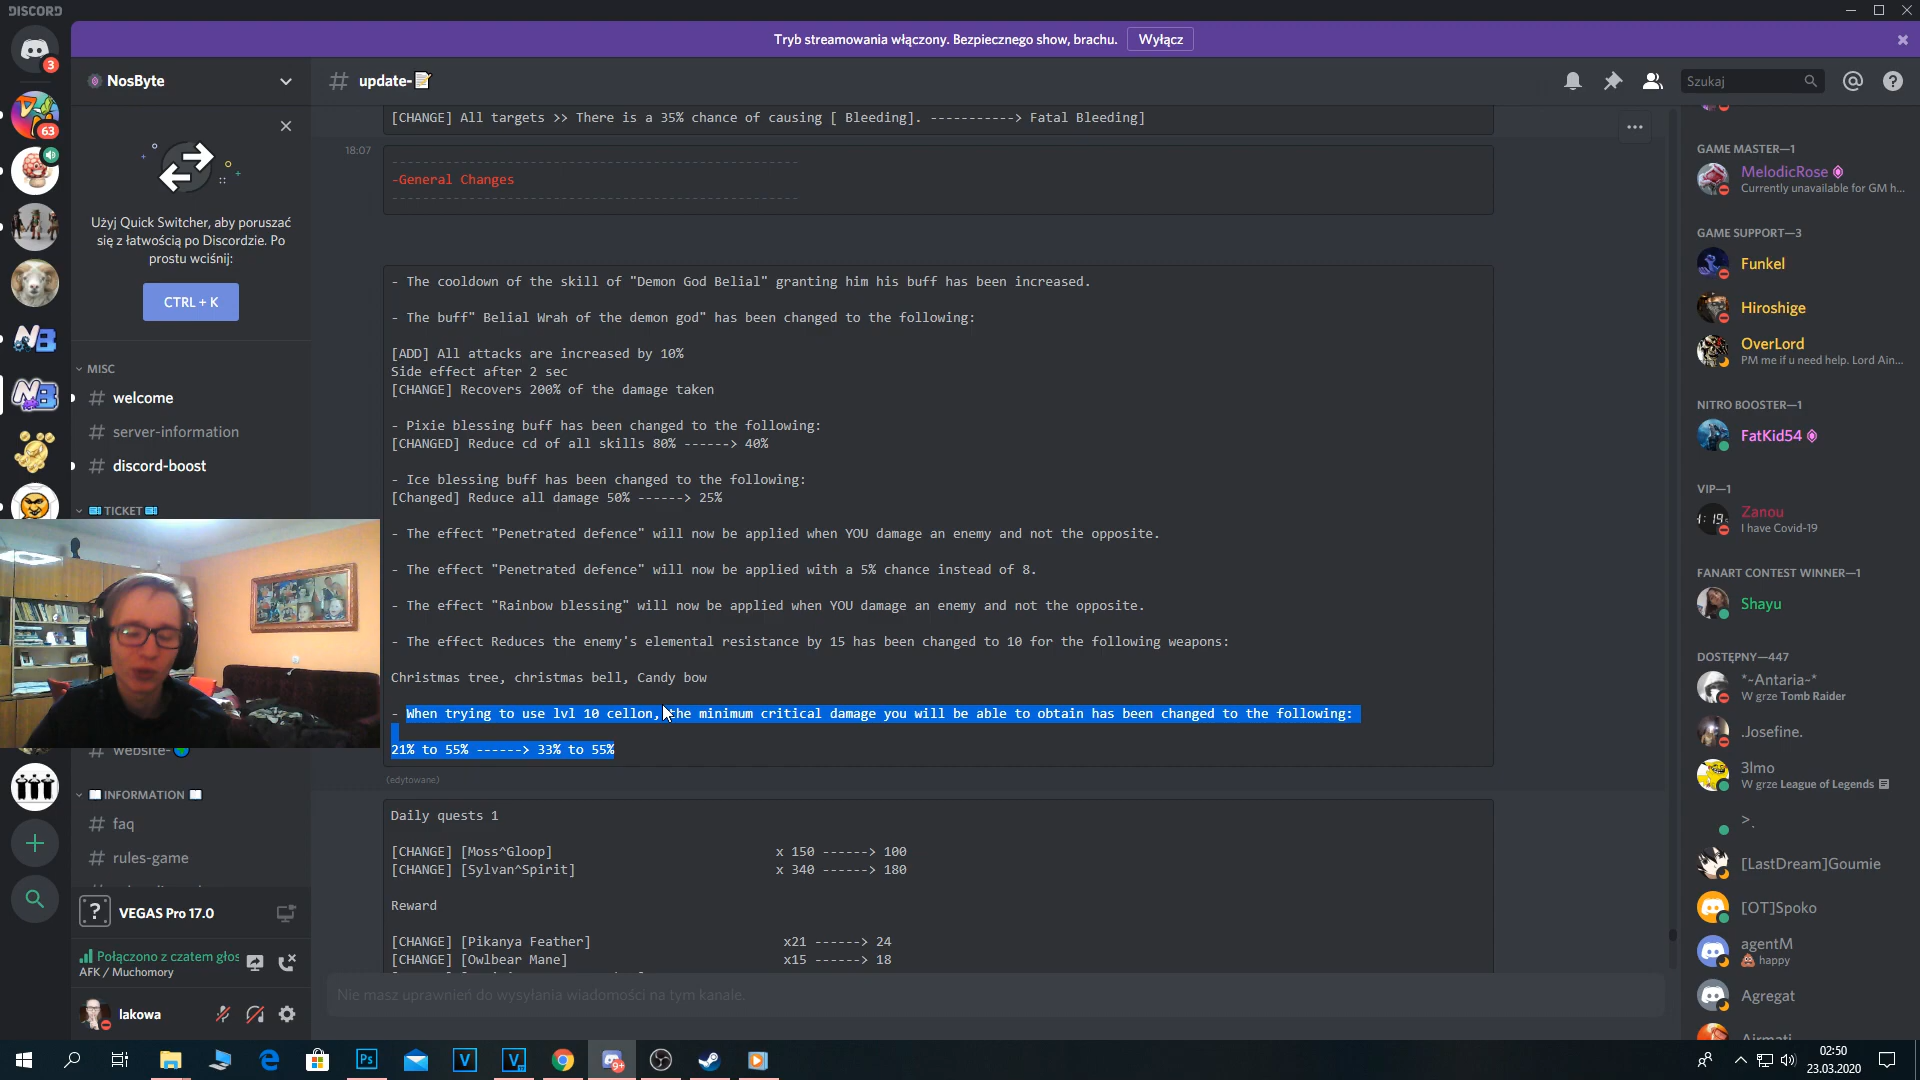 DISCORD
Tryb streamowania włączony. Bezpiecznego show, brachu.
Wyłącz
NosByte
update-
Szukaj
3
63
Użyj Quick Switcher, aby poruszać
się z łatwością po Discordzie. Po
prostu wciśnij:
CTRL + K
MISC
welcome
server-information
discord-boost
TICKET
website-
INFORMATION
faq
rules-game
VEGAS Pro 17.0
Połączono z czatem głos
AFK / Muchomory
lakowa
[CHANGE] All targets >> There is a 35% chance of causing [ Bleeding]. -----------> Fatal Bleeding]
18:07
-----------------------------------------------------
-General Changes
-----------------------------------------------------
- The cooldown of the skill of "Demon God Belial" granting him his buff has been increased.
- The buff" Belial Wrah of the demon god" has been changed to the following:
[ADD] All attacks are increased by 10%
Side effect after 2 sec
[CHANGE] Recovers 200% of the damage taken
- Pixie blessing buff has been changed to the following:
[CHANGED] Reduce cd of all skills 80% ------> 40%
- Ice blessing buff has been changed to the following:
[Changed] Reduce all damage 50% ------> 25%
- The effect "Penetrated defence" will now be applied when YOU damage an enemy and not the opposite.
- The effect "Penetrated defence" will now be applied with a 5% chance instead of 8.
- The effect "Rainbow blessing" will now be applied when YOU damage an enemy and not the opposite.
- The effect Reduces the enemy's elemental resistance by 15 has been changed to 10 for the following weapons:
Christmas tree, christmas bell, Candy bow
- When trying to use lvl 10 cellon, the minimum critical damage you will be able to obtain has been changed to the following:
21% to 55% ------> 33% to 55%
(edytowane)
Daily quests 1
[CHANGE] [Moss^Gloop] x 150 ------> 100
[CHANGE] [Sylvan^Spirit] x 340 ------> 180
Reward
[CHANGE] [Pikanya Feather] x21 ------> 24
[CHANGE] [Owlbear Mane] x15 ------> 18
Nie masz uprawnień do wysyłania wiadomości na tym kanale.
GAME MASTER—1
MelodicRose
Currently unavailable for GM h...
GAME SUPPORT—3
Funkel
Hiroshige
OverLord
PM me if u need help. Lord Ain...
NITRO BOOSTER—1
FatKid54
VIP—1
Zanou
I have Covid-19
FANART CONTEST WINNER—1
Shayu
DOSTĘPNY—447
*~Antaria~*
W grze Tomb Raider
.Josefine.
3lmo
W grze League of Legends
>.
[LastDream]Goumie
[OT]Spoko
agentM
happy
Agregat
Airmati
Ps
V
V
9+
02:50
23.03.2020